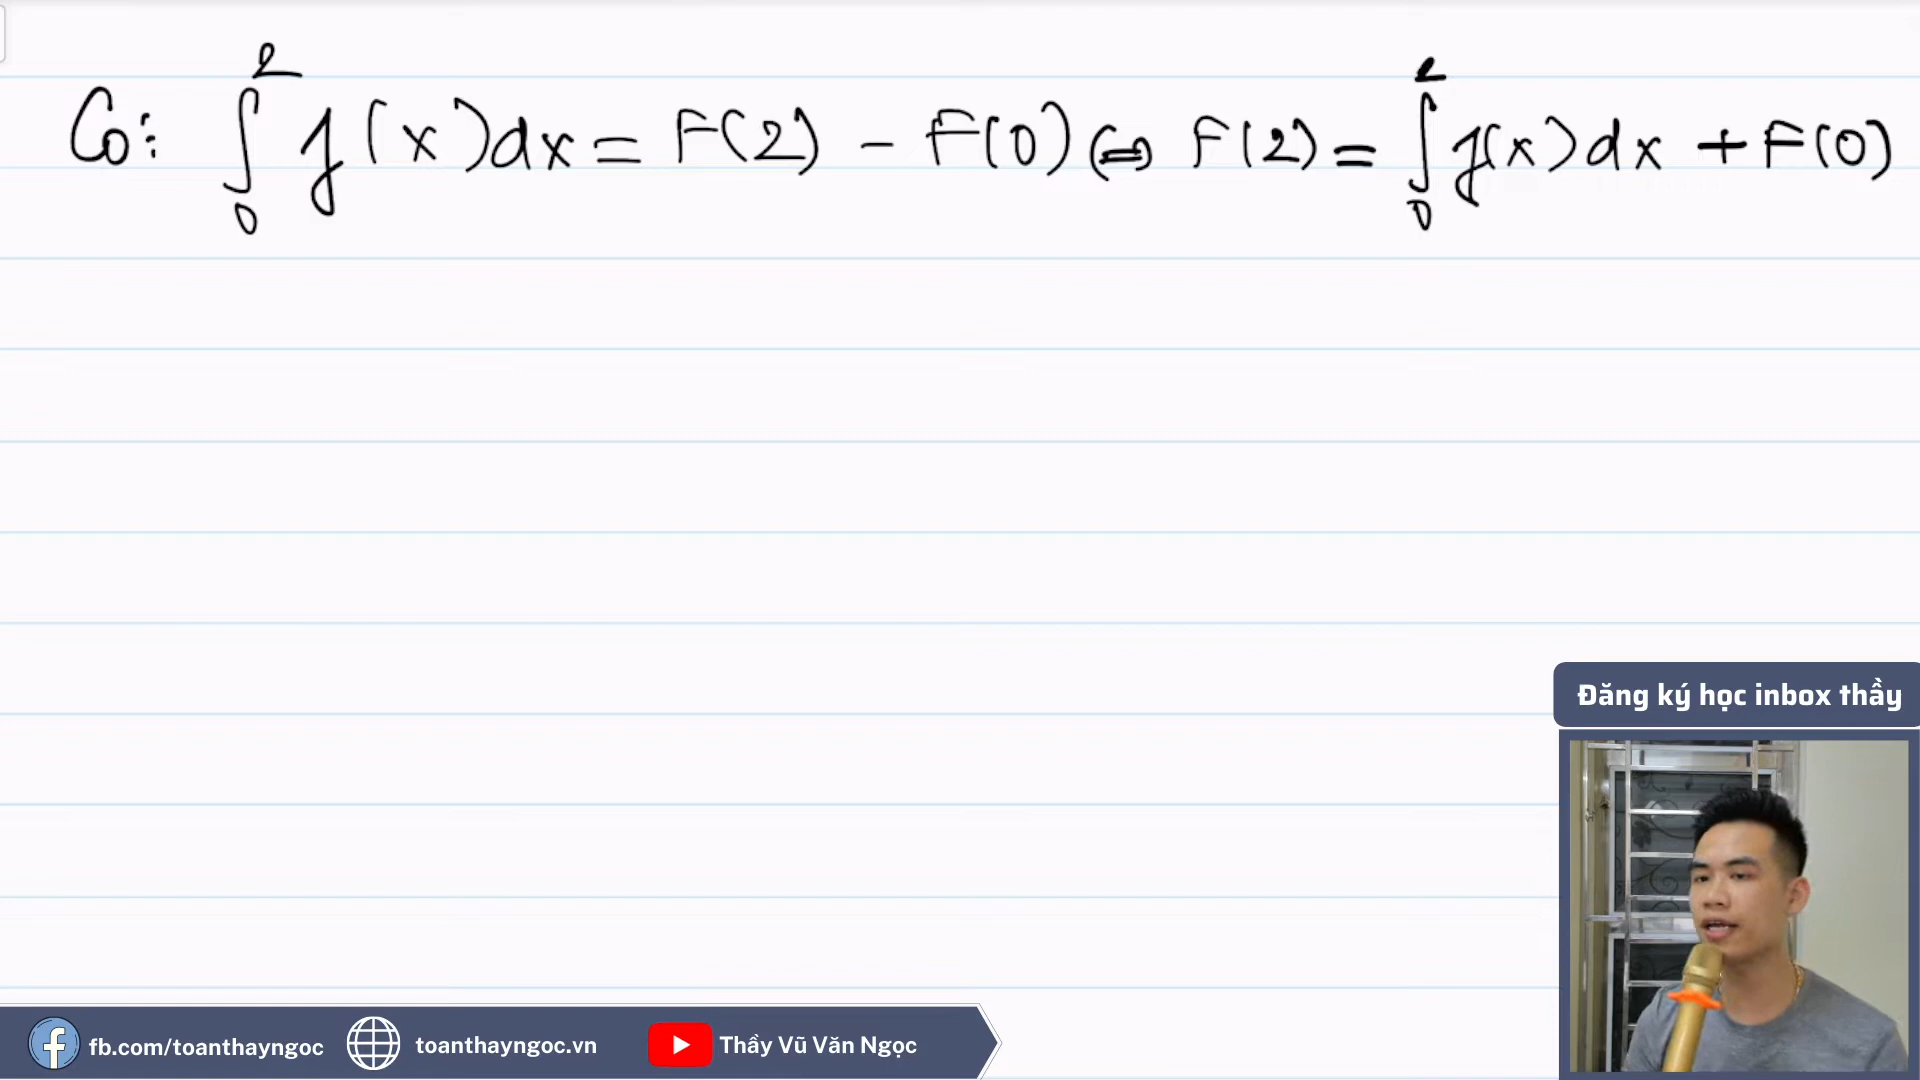 Có: ∫₀² f(x)dx = F(2) - F(0) ⇔ F(2) = ∫₀² f(x)dx + F(0)
Đăng ký học inbox thầy
fb.com/toanthayngoc toanthayngoc.vn Thầy Vũ Văn Ngọc